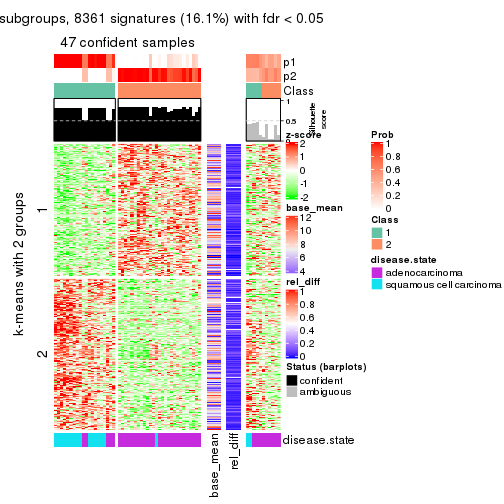 subgroups, 8361 signatures (16.1%) with fdr < 0.05
47 confident samples
p1
p2
Class
1
0.5
0
Silhouette
score
k-means with 2 groups
1
2
z-score
2
1
0
-1
-2
base_mean
12
10
8
6
4
rel_diff
1
0.8
0.6
0.4
0.2
0
Status (barplots)
confident
ambiguous
Prob
1
0.8
0.6
0.4
0.2
0
Class
1
2
disease.state
adenocarcinoma
squamous cell carcinoma
disease.state
base_mean
rel_diff